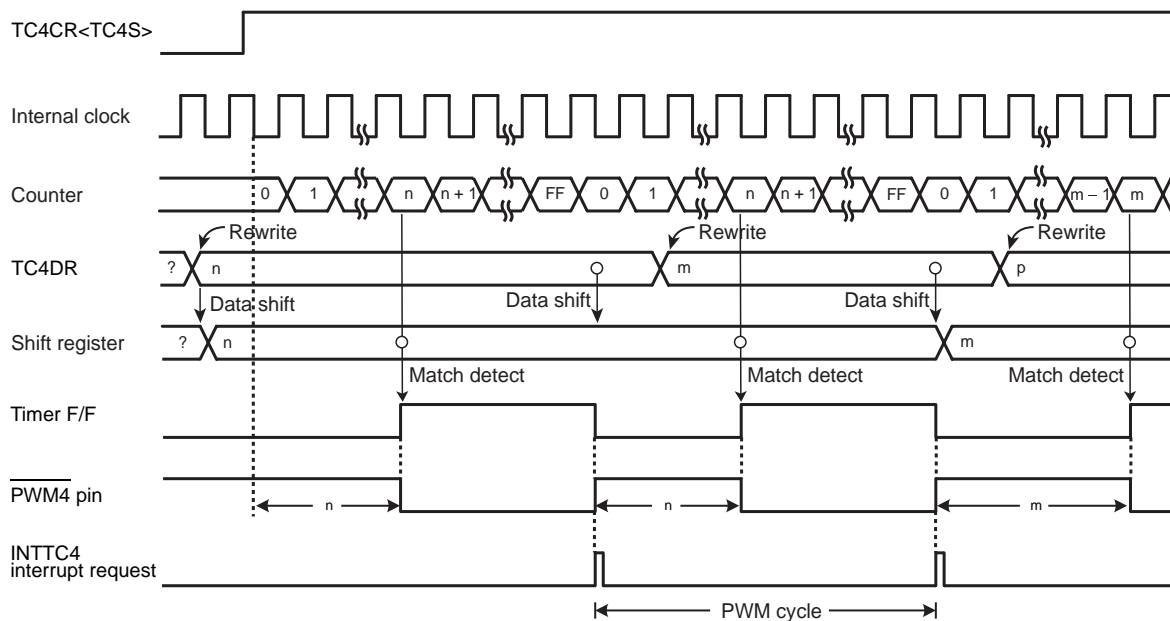 TC4CR<TC4S>
Internal clock
Counter 0 1 n n + 1 FF 0 1 n n + 1 FF 0 1 m – 1 m
Rewrite Rewrite Rewrite
TC4DR ? n m p
Data shift Data shift Data shift
Shift register ? n m
Match detect Match detect Match detect
Timer F/F
PWM4 pin n n m
INTTC4
interrupt request
PWM cycle